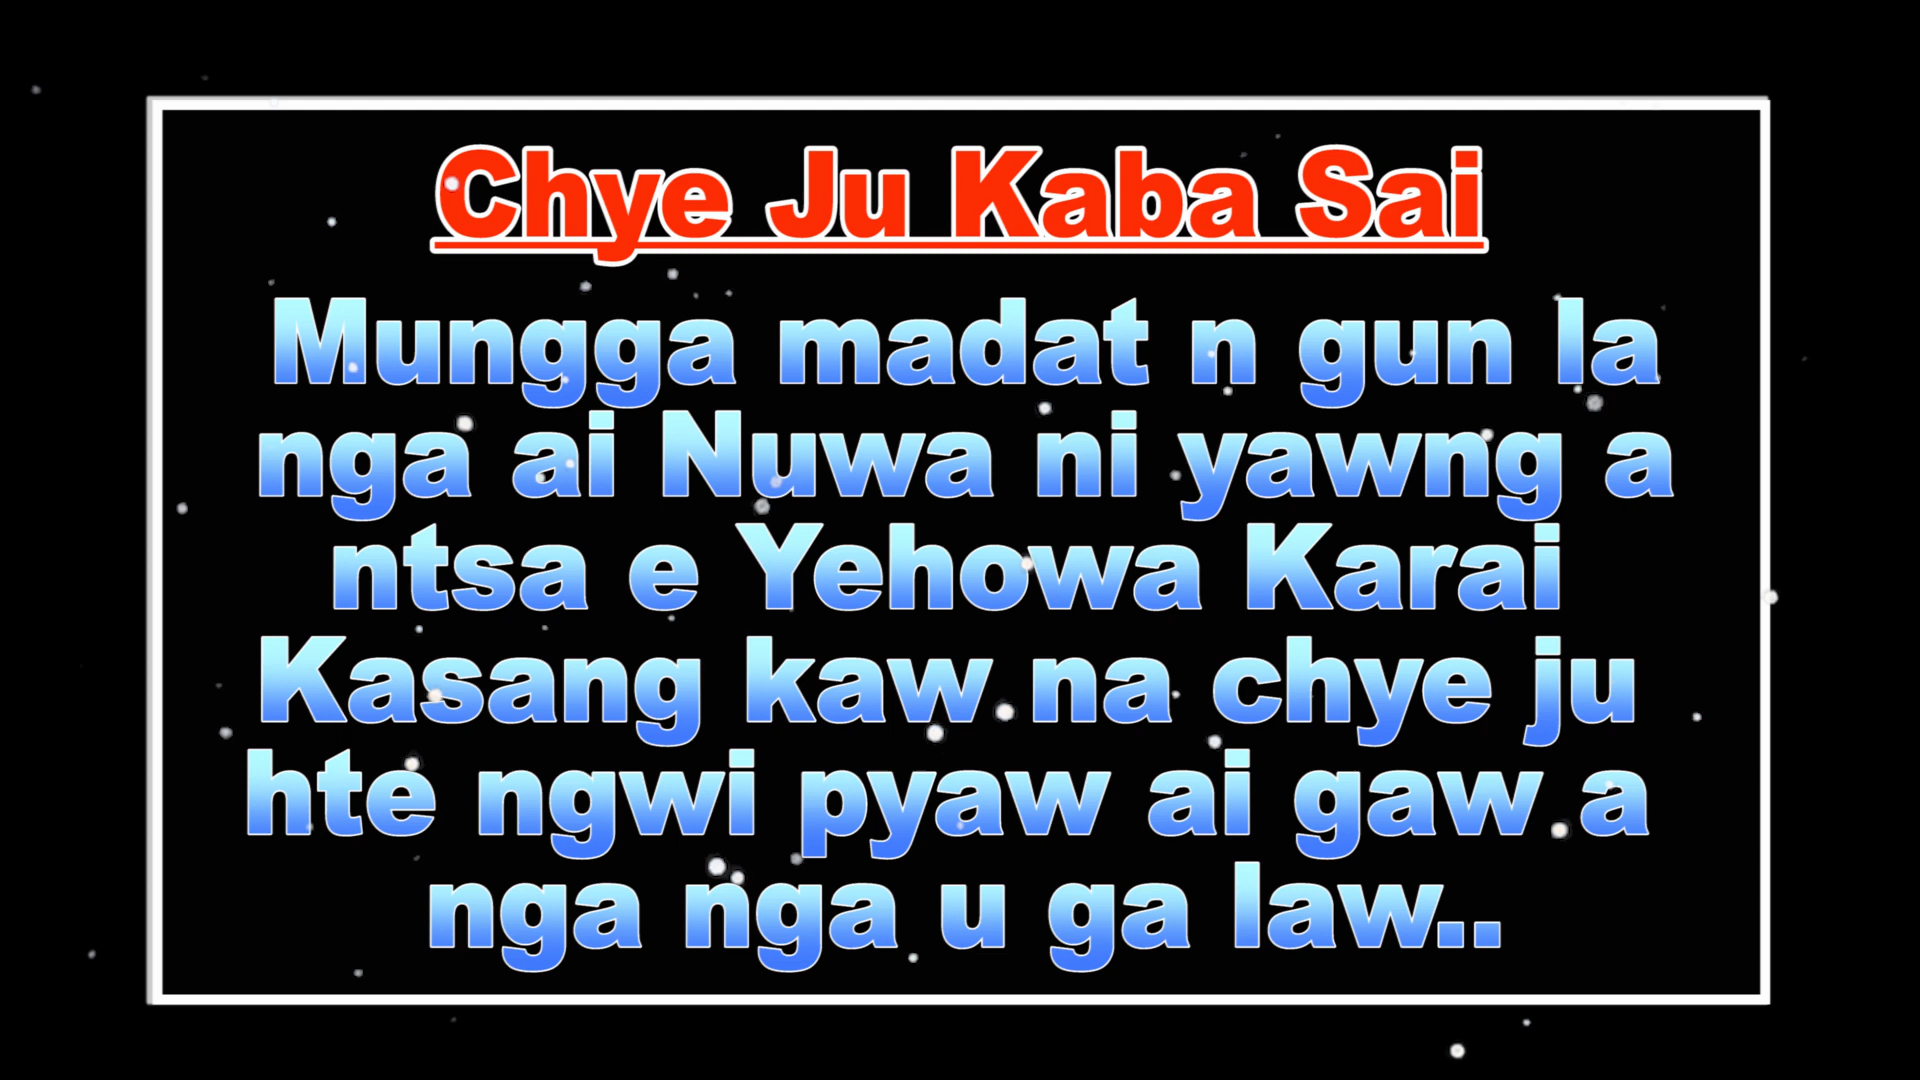 Chye Ju Kaba Sai
Mungga madat n gun la
nga ai Nuwa ni yawng a
ntsa e Yehowa Karai
Kasang kaw na chye ju
hte ngwi pyaw ai gaw a
nga nga u ga law..